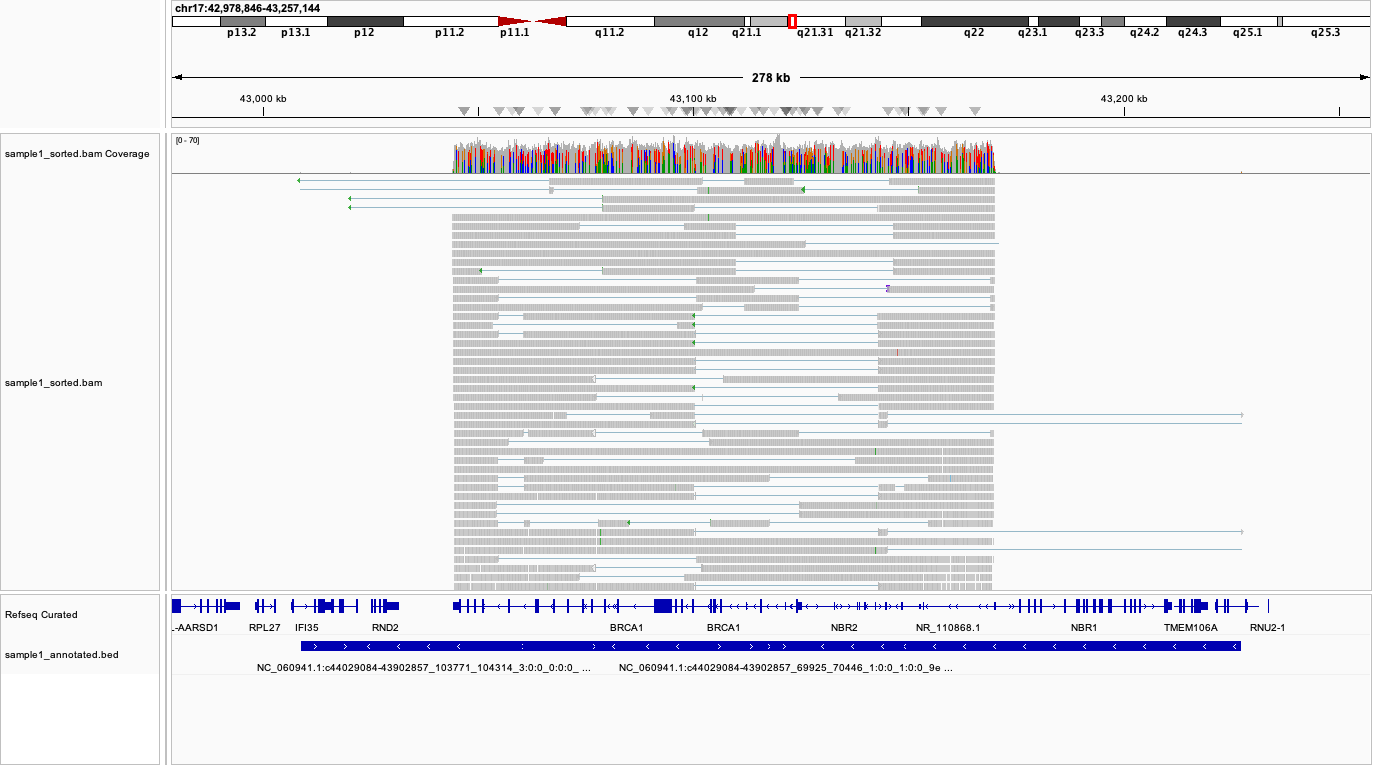 chr17:42,978,846-43,257,144
p13.2 p13.1 p12 p11.2 p11.1 q11.2 q12 q21.1 q21.31 q21.32 q22 q23.1 q23.3 q24.2 q24.3 q25.1 q25.3
278 kb
43,000 kb 43,100 kb 43,200 kb
[0 - 70]
sample1_sorted.bam Coverage
sample1_sorted.bam
Refseq Curated
L-AARSD1 RPL27 IFI35 RND2 BRCA1 BRCA1 NBR2 NR_110868.1 NBR1 TMEM106A RNU2-1
sample1_annotated.bed
NC_060941.1:c44029084-43902857_103771_104314_3:0:0_0:0:0_ ... NC_060941.1:c44029084-43902857_69925_70446_1:0:0_1:0:0_9e ...